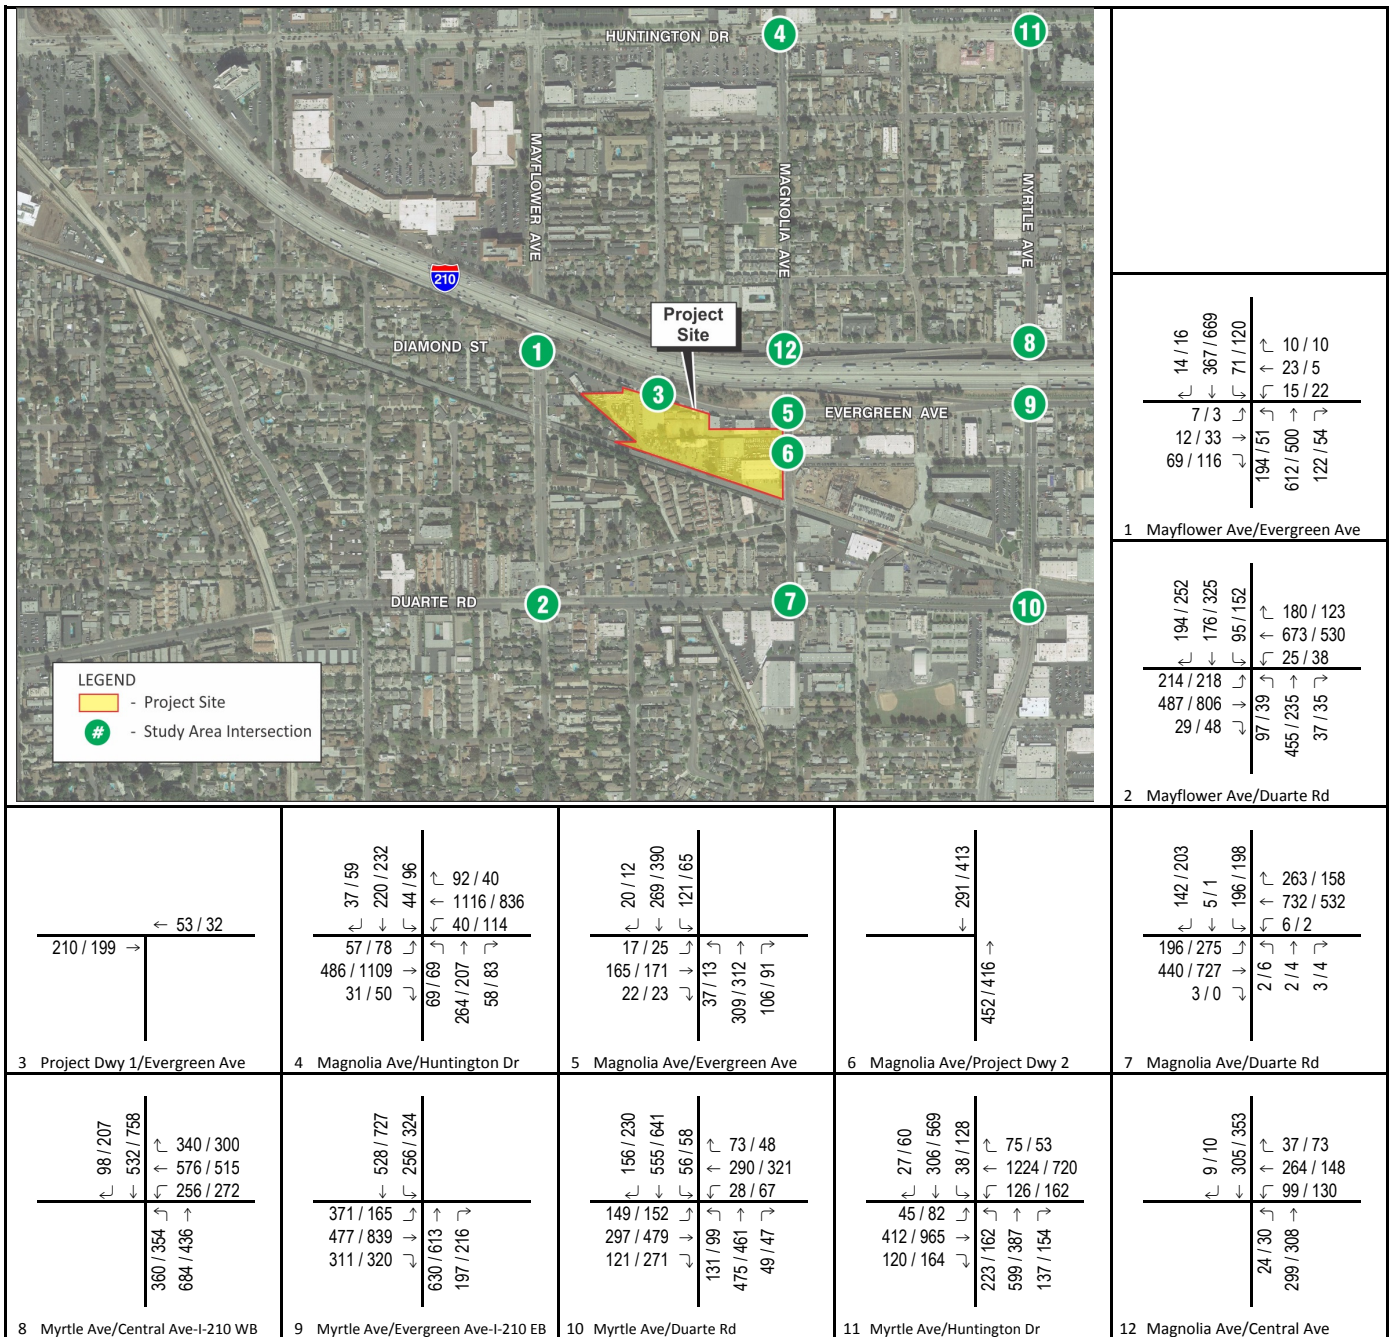 HUNTINGTON DR
4
11
MAYFLOWER AVE
MAGNOLIA AVE
MYRTLE AVE
210
Project
Site
DIAMOND ST
1
12
8
3
5
EVERGREEN AVE
9
6
DUARTE RD
2
7
10
LEGEND
- Project Site
# - Study Area Intersection
14 / 16
367 / 669
71 / 120
↵ ↓ ↳
↑ 10 / 10
← 23 / 5
↓ 15 / 22
7 / 3
12 / 33 →
69 / 116
194 / 51
612 / 500
122 / 54
1 Mayflower Ave/Evergreen Ave
194 / 252
176 / 325
95 / 152
180 / 123
← 673 / 530
25 / 38
214 / 218
487 / 806 →
29 / 48
97 / 39
455 / 235
37 / 35
2 Mayflower Ave/Duarte Rd
← 53 / 32
210 / 199 →
3 Project Dwy 1/Evergreen Ave
37 / 59
220 / 232
44 / 96
92 / 40
← 1116 / 836
40 / 114
57 / 78
486 / 1109 →
31 / 50
69 / 69
264 / 207
58 / 83
4 Magnolia Ave/Huntington Dr
20 / 12
269 / 390
121 / 65
17 / 25
165 / 171 →
22 / 23
37 / 13
309 / 312
106 / 91
5 Magnolia Ave/Evergreen Ave
291 / 413
452 / 416
6 Magnolia Ave/Project Dwy 2
142 / 203
5 / 1
196 / 198
263 / 158
← 732 / 532
6 / 2
196 / 275
440 / 727 →
3 / 0
2 / 6
2 / 4
3 / 4
7 Magnolia Ave/Duarte Rd
98 / 207
532 / 758
340 / 300
← 576 / 515
256 / 272
360 / 354
684 / 436
8 Myrtle Ave/Central Ave-I-210 WB
528 / 727
256 / 324
371 / 165
477 / 839 →
311 / 320
630 / 613
197 / 216
9 Myrtle Ave/Evergreen Ave-I-210 EB
156 / 230
555 / 641
56 / 58
73 / 48
← 290 / 321
28 / 67
149 / 152
297 / 479 →
121 / 271
131 / 99
475 / 461
49 / 47
10 Myrtle Ave/Duarte Rd
27 / 60
306 / 569
38 / 128
75 / 53
← 1224 / 720
126 / 162
45 / 82
412 / 965 →
120 / 164
223 / 162
599 / 387
137 / 154
11 Myrtle Ave/Huntington Dr
9 / 10
305 / 353
37 / 73
← 264 / 148
99 / 130
24 / 30
299 / 308
12 Magnolia Ave/Central Ave